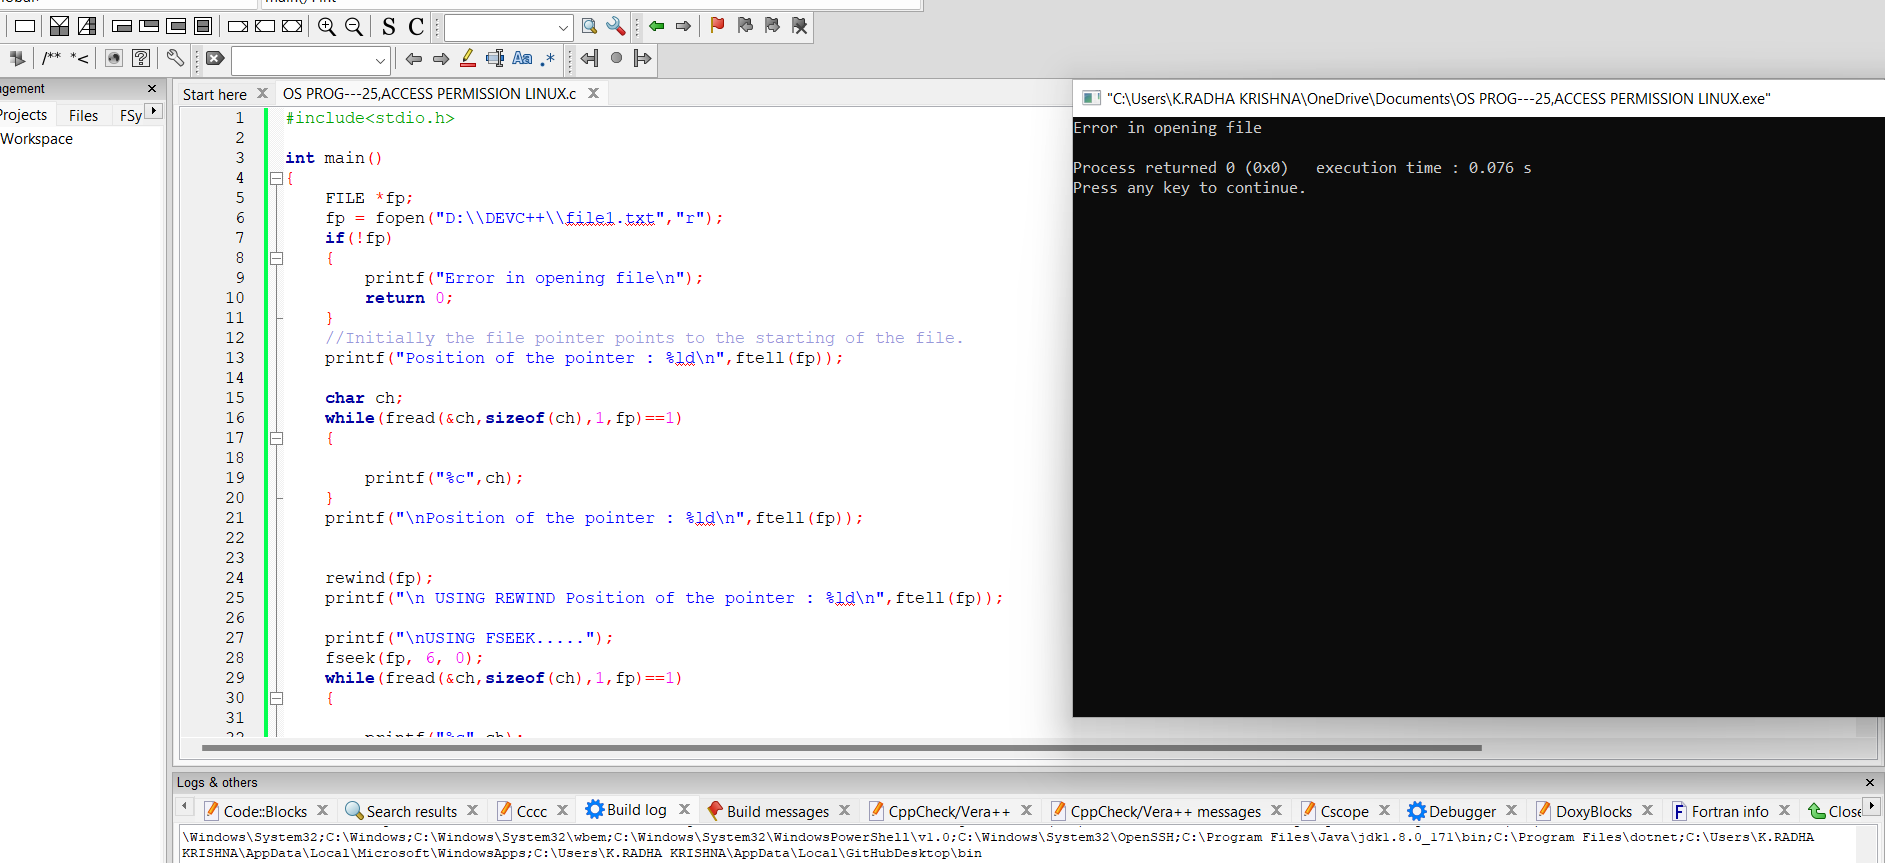 main() : int
S C
/** *<
Aa .*
gement
Projects Files FSy
Workspace
Start here X OS PROG---25,ACCESS PERMISSION LINUX.c X
1 #include<stdio.h>
2
3 int main()
4 {
5 FILE *fp;
6 fp = fopen("D:\\DEVC++\\file1.txt","r");
7 if(!fp)
8 {
9 printf("Error in opening file\n");
10 return 0;
11 }
12 //Initially the file pointer points to the starting of the file.
13 printf("Position of the pointer : %ld\n",ftell(fp));
14
15 char ch;
16 while(fread(&ch,sizeof(ch),1,fp)==1)
17 {
18
19 printf("%c",ch);
20 }
21 printf("\nPosition of the pointer : %ld\n",ftell(fp));
22
23
24 rewind(fp);
25 printf("\n USING REWIND Position of the pointer : %ld\n",ftell(fp));
26
27 printf("\nUSING FSEEK.....");
28 fseek(fp, 6, 0);
29 while(fread(&ch,sizeof(ch),1,fp)==1)
30 {
31
32 printf("%c",ch);
"C:\Users\K.RADHA KRISHNA\OneDrive\Documents\OS PROG---25,ACCESS PERMISSION LINUX.exe"
Error in opening file
Process returned 0 (0x0) execution time : 0.076 s
Press any key to continue.
Logs & others
Code::Blocks X Search results X Cccc X Build log X Build messages X CppCheck/Vera++ X CppCheck/Vera++ messages X Cscope X Debugger X DoxyBlocks X Fortran info X Close
\Windows\System32;C:\Windows;C:\Windows\System32\wbem;C:\Windows\System32\WindowsPowerShell\v1.0;C:\Windows\System32\OpenSSH;C:\Program Files\Java\jdk1.8.0_171\bin;C:\Program Files\dotnet;C:\Users\K.RADHA
KRISHNA\AppData\Local\Microsoft\WindowsApps;C:\Users\K.RADHA KRISHNA\AppData\Local\GitHubDesktop\bin